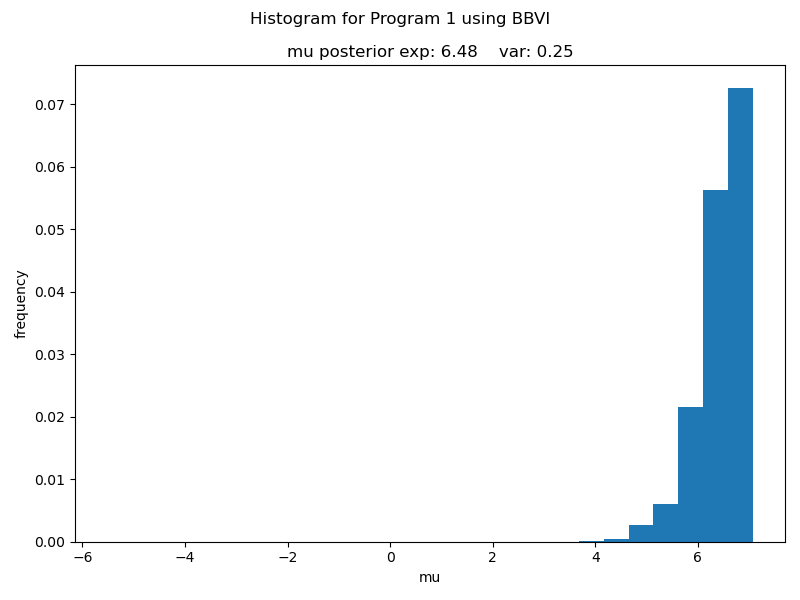 Histogram for Program 1 using BBVI
mu posterior exp: 6.48    var: 0.25
frequency
0.07
0.06
0.05
0.04
0.03
0.02
0.01
0.00
−6 −4 −2 0 2 4 6
mu